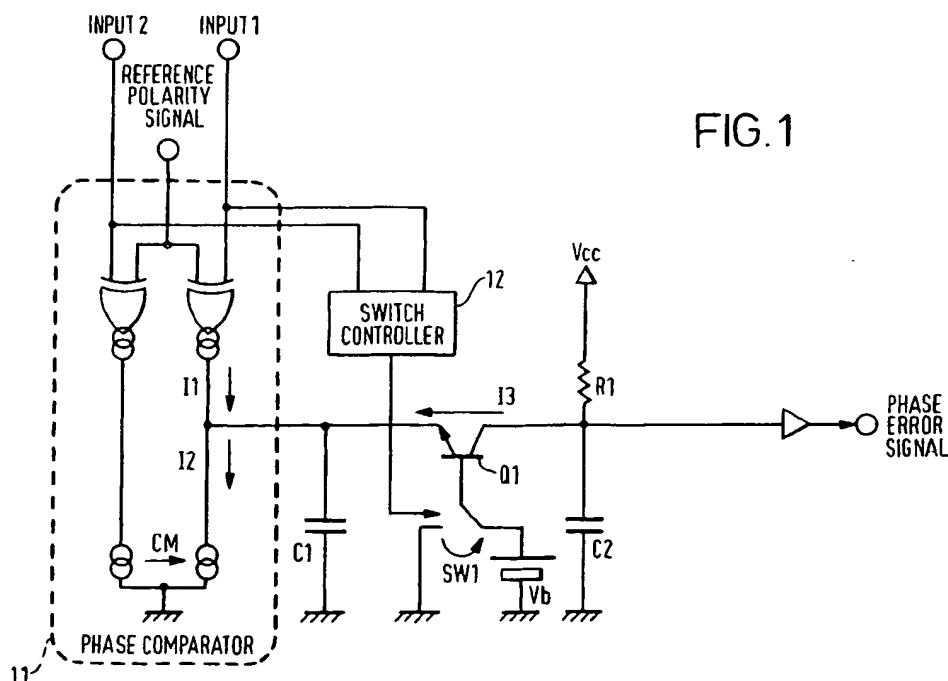 INPUT 2 INPUT 1
REFERENCE
POLARITY
SIGNAL
FIG. 1
12
SWITCH
CONTROLLER
Vcc
R1
I1
I3
PHASE
ERROR
SIGNAL
I2
Q1
CM
C1
SW1
Vb
C2
PHASE COMPARATOR
11